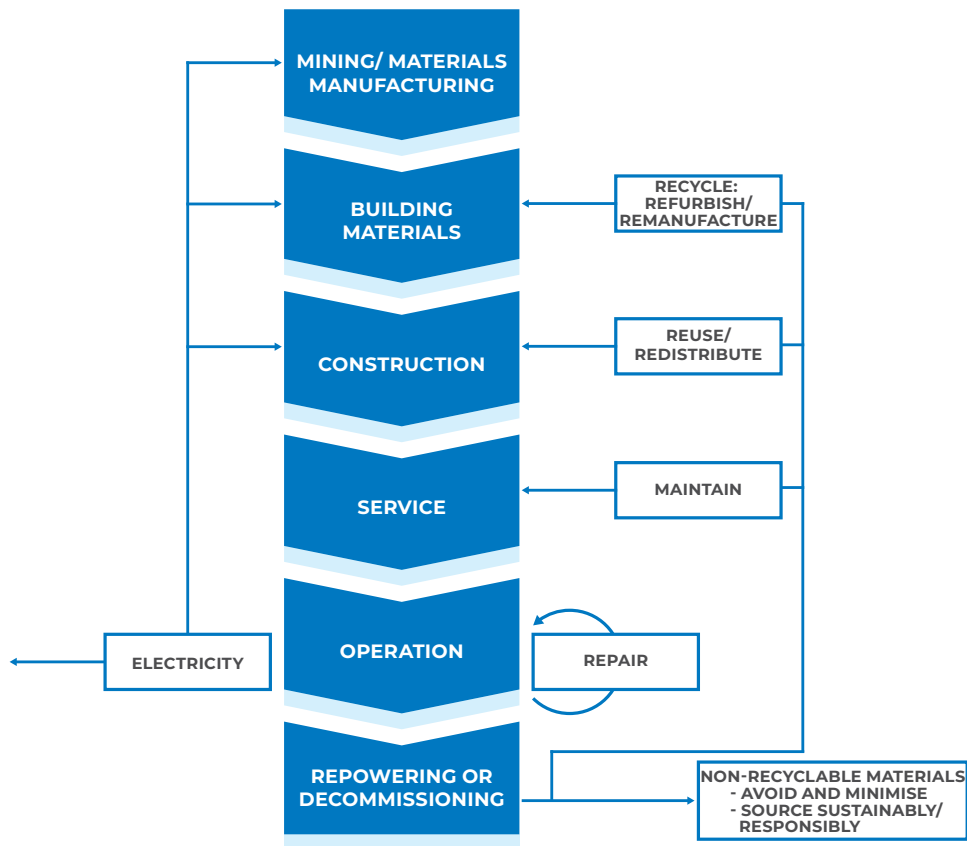 MINING/ MATERIALS
MANUFACTURING
BUILDING
MATERIALS
RECYCLE:
REFURBISH/
REMANUFACTURE
CONSTRUCTION
REUSE/
REDISTRIBUTE
SERVICE
MAINTAIN
ELECTRICITY
OPERATION
REPAIR
REPOWERING OR
DECOMMISSIONING
NON-RECYCLABLE MATERIALS
- AVOID AND MINIMISE
- SOURCE SUSTAINABLY/
RESPONSIBLY